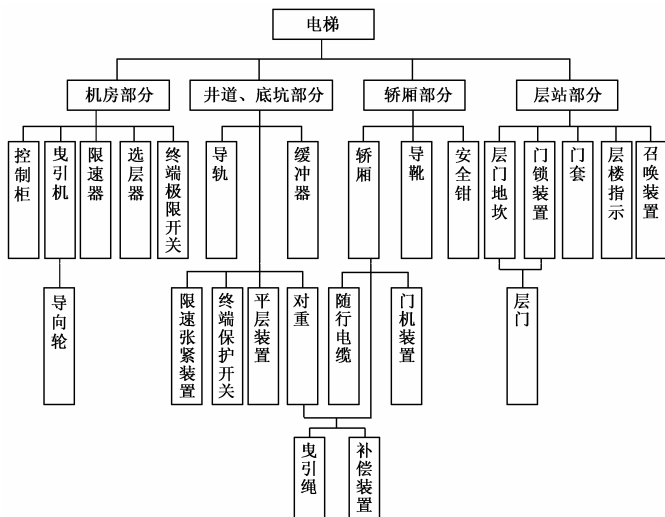 电梯
机房部分
井道、底坑部分
轿厢部分
层站部分
控制柜
曳引机
限速器
选层器
终端极限开关
导轨
缓冲器
轿厢
导靴
安全钳
层门地坎
门锁装置
门套
层楼指示
召唤装置
导向轮
限速张紧装置
终端保护开关
平层装置
对重
随行电缆
门机装置
层门
曳引绳
补偿装置